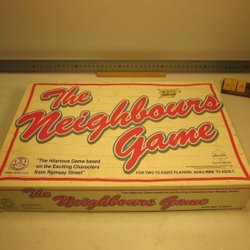 The
Neighbours
Game
"The Hilarious Game based
on the Exciting Characters
from Ramsay Street"
FOR TWO TO EIGHT PLAYERS. AGES NINE TO ADULT.
The Neighbours Game